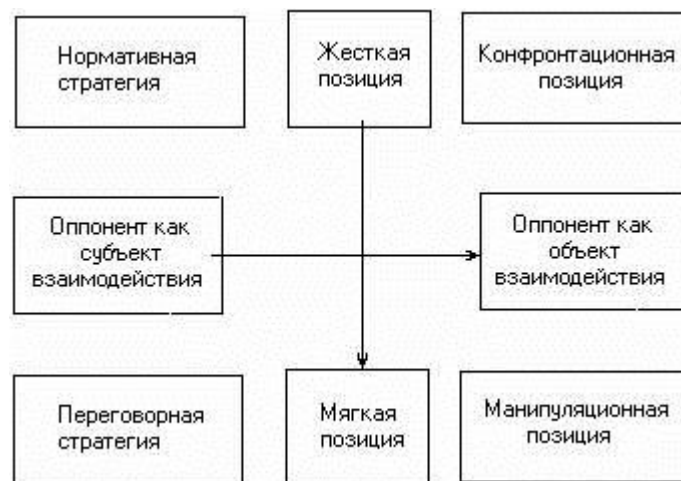 Нормативная
стратегия
Жесткая
позиция
Конфронтационная
позиция
Оппонент как
субъект
взаимодействия
Оппонент как
объект
взаимодействия
Переговорная
стратегия
Мягкая
позиция
Манипуляционная
позиция